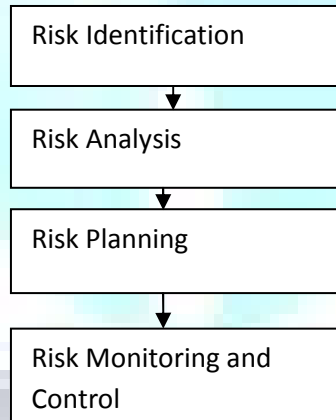 Risk Identification
Risk Analysis
Risk Planning
Risk Monitoring and
Control